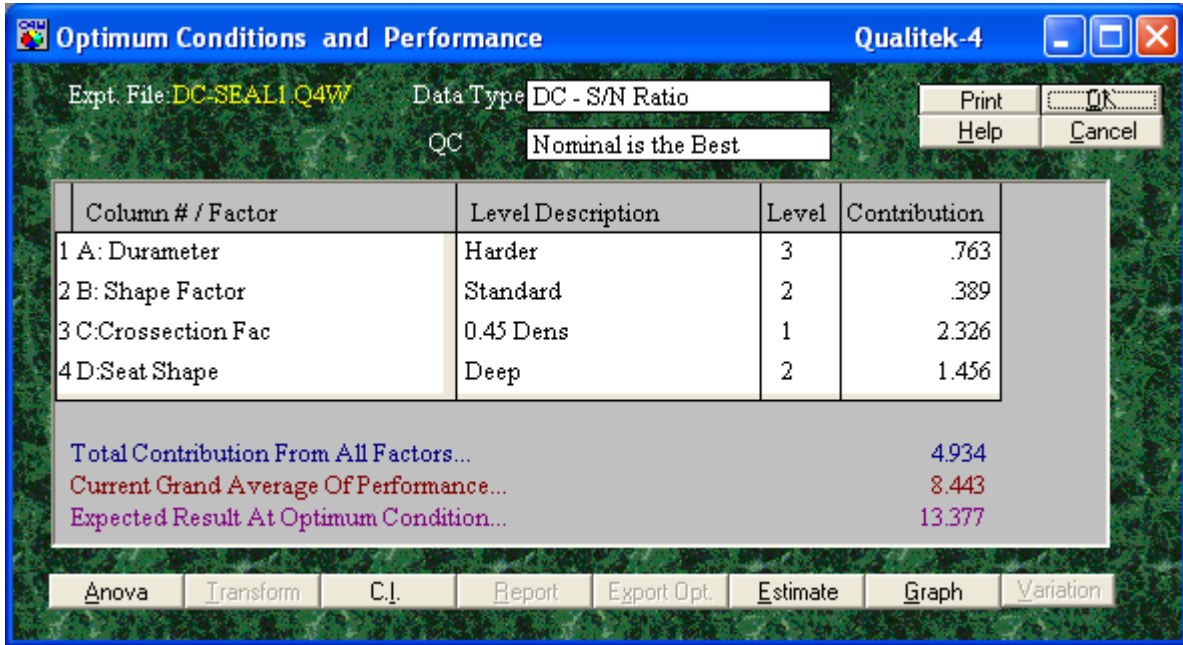 Optimum Conditions and Performance Qualitek-4
Expt. File:DC-SEAL1.Q4W Data Type DC - S/N Ratio Print OK
QC Nominal is the Best Help Cancel
Column # / Factor Level Description Level Contribution
1 A: Durameter Harder 3 .763
2 B: Shape Factor Standard 2 .389
3 C:Crossection Fac 0.45 Dens 1 2.326
4 D:Seat Shape Deep 2 1.456
Total Contribution From All Factors... 4.934
Current Grand Average Of Performance... 8.443
Expected Result At Optimum Condition... 13.377
Anova Transform C.I. Report Export Opt. Estimate Graph Variation